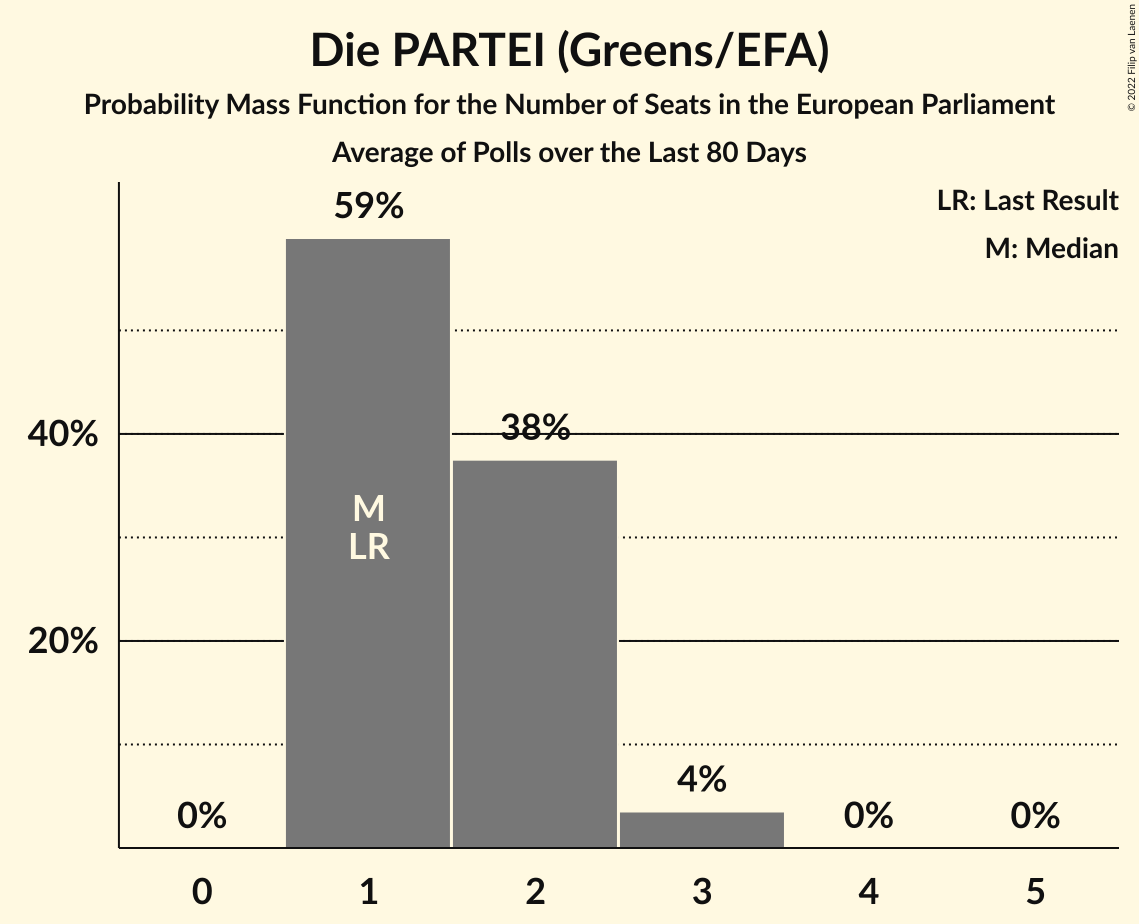 Die PARTEI (Greens/EFA)
Probability Mass Function for the Number of Seats in the European Parliament
Average of Polls over the Last 80 Days
© 2022 Filip van Laenen
LR: Last Result
M: Median
59%
40%
38%
M
LR
20%
4%
0%
0%
0%
0
1
2
3
4
5